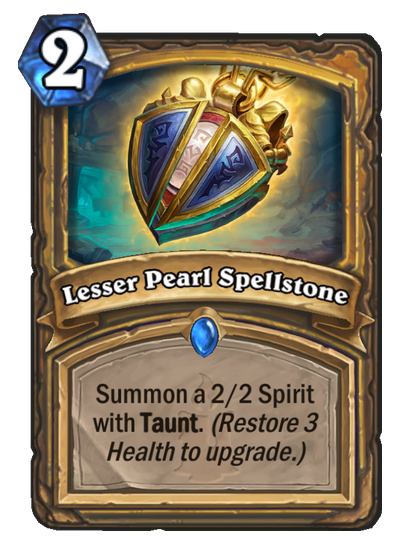 2
Lesser Pearl Spellstone
Summon a 2/2 Spirit
with Taunt. (Restore 3
Health to upgrade.)